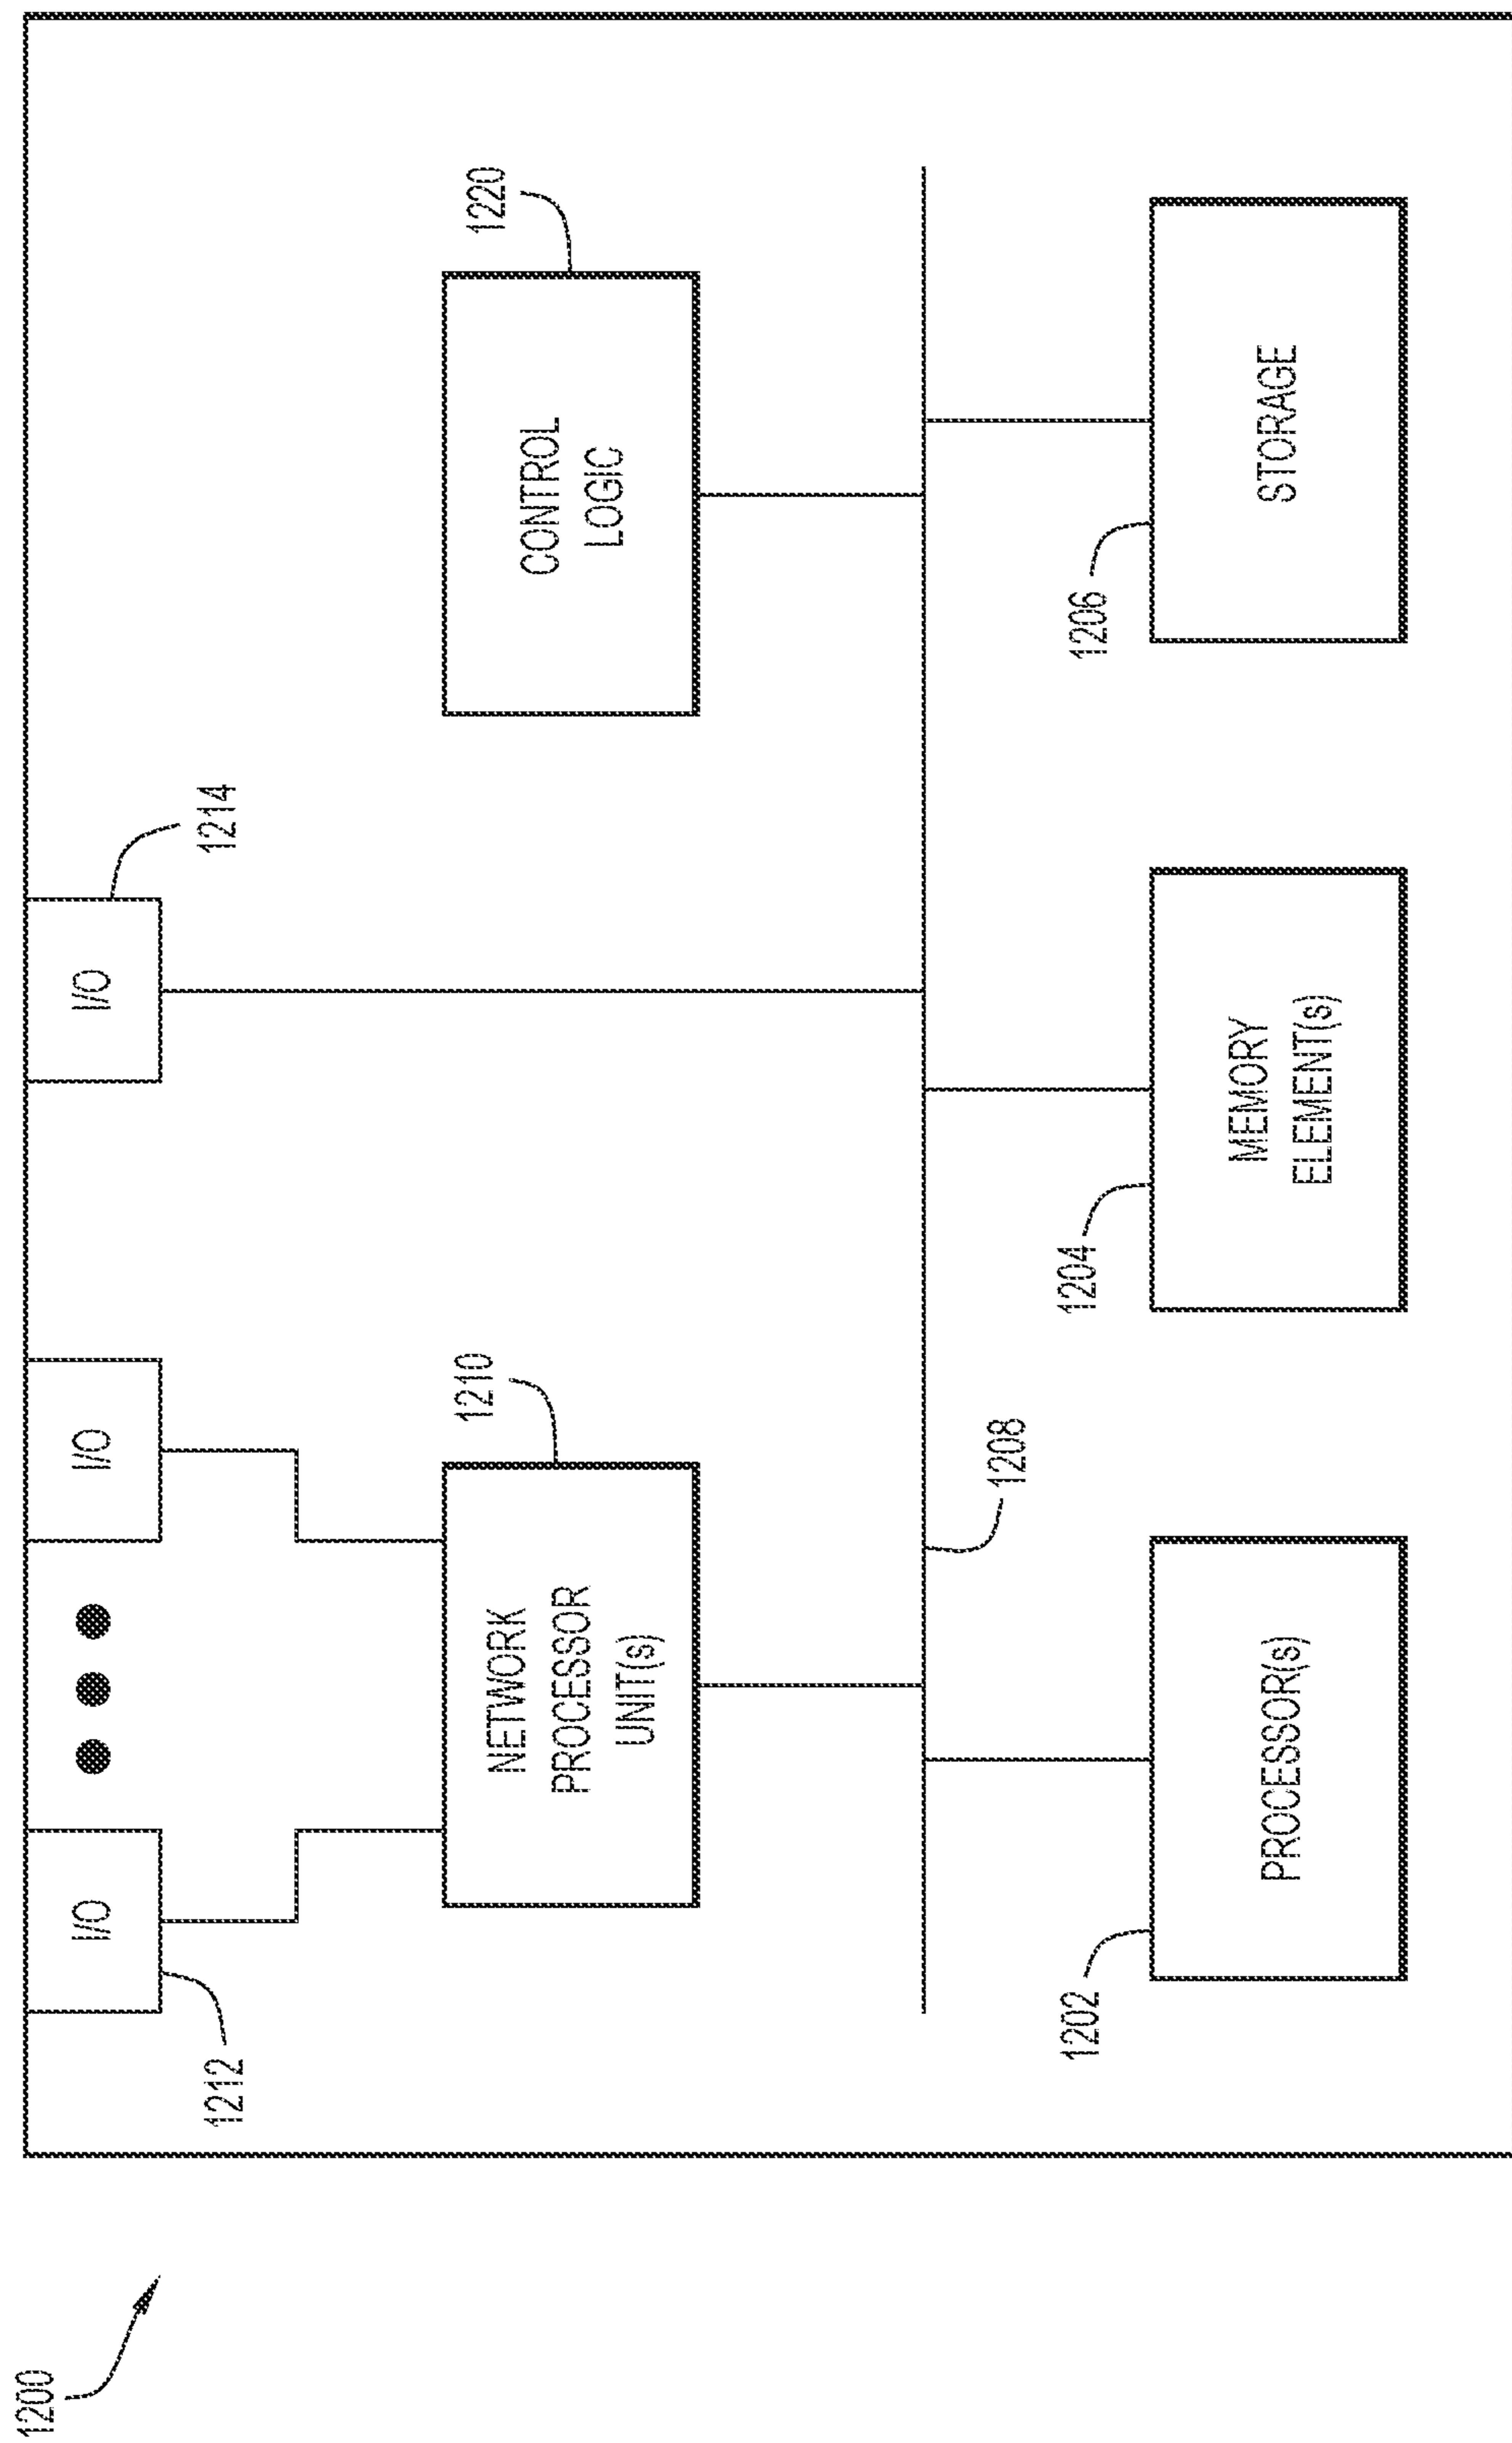 1200
1212
I/O
I/O
I/O
1214
NETWORK
PROCESSOR
UNIT(s)
1210
CONTROL
LOGIC
1220
1208
1202
PROCESSOR(s)
1204
MEMORY
ELEMENT(s)
1206
STORAGE